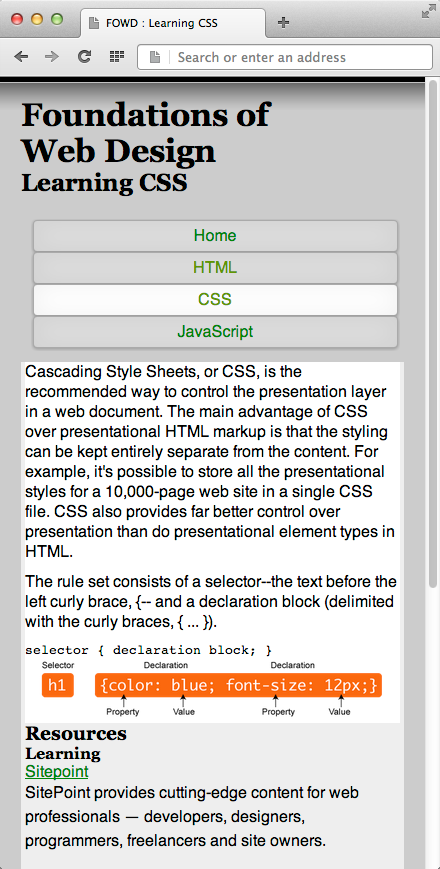 FOWD : Learning CSS
Search or enter an address
Foundations of
Web Design
Learning CSS
Home
HTML
CSS
JavaScript
Cascading Style Sheets, or CSS, is the
recommended way to control the presentation layer
in a web document. The main advantage of CSS
over presentational HTML markup is that the styling
can be kept entirely separate from the content. For
example, it's possible to store all the presentational
styles for a 10,000-page web site in a single CSS
file. CSS also provides far better control over
presentation than do presentational element types in
HTML.
The rule set consists of a selector--the text before the
left curly brace, {-- and a declaration block (delimited
with the curly braces, { ... }).
selector { declaration block; }
Selector Declaration Declaration
h1 {color: blue; font-size: 12px;}
Property Value Property Value
Resources
Learning
Sitepoint
SitePoint provides cutting-edge content for web
professionals — developers, designers,
programmers, freelancers and site owners.